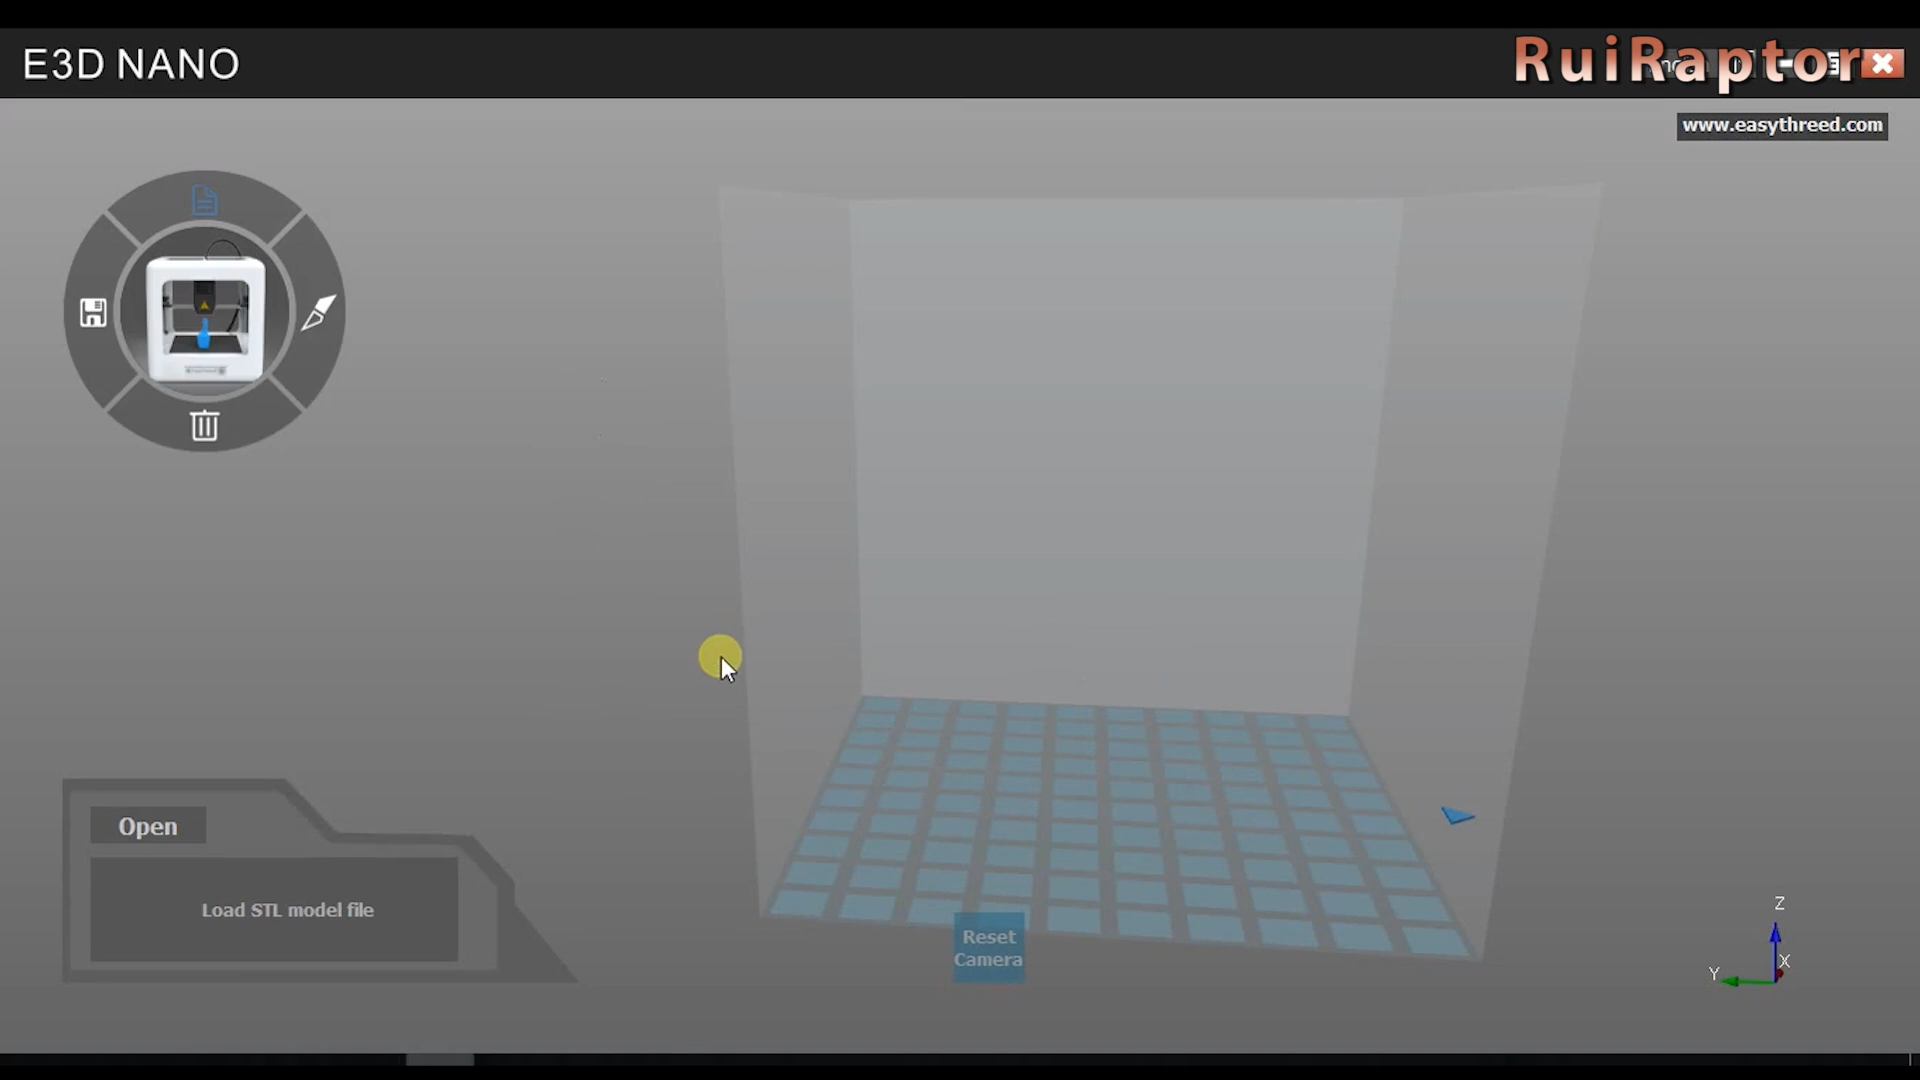 E3D NANO
RuiRaptor
www.easythreed.com
Open
Load STL model file
Reset
Camera
Z
X
Y